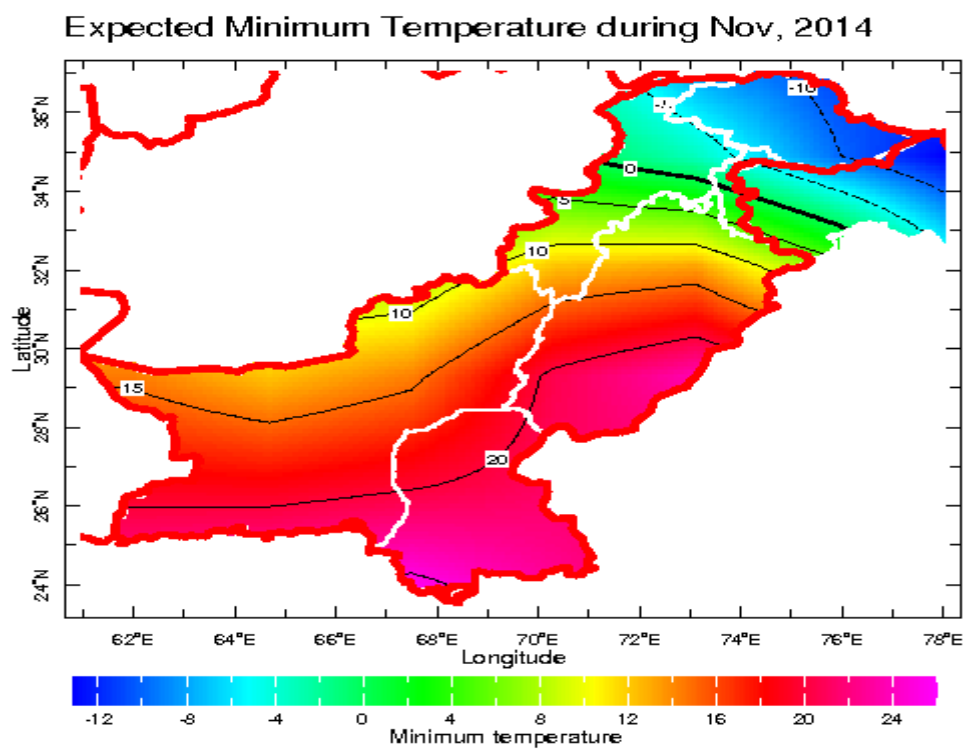 Expected Minimum Temperature during Nov, 2014
36°N
34°N
32°N
30°N
28°N
26°N
24°N
Latitude
-10
0
5
10
10
15
20
62°E 64°E 66°E 68°E 70°E 72°E 74°E 76°E 78°E
Longitude
-12 -8 -4 0 4 8 12 16 20 24
Minimum temperature